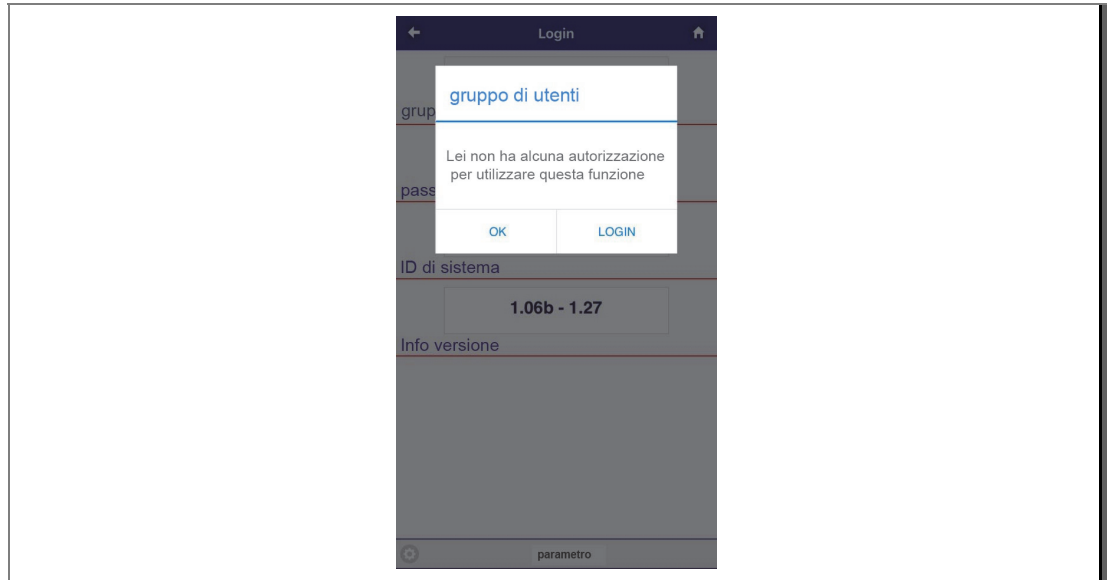 Login
gruppo di utenti
grup
Lei non ha alcuna autorizzazione
per utilizzare questa funzione
pass
OK LOGIN
ID di sistema
1.06b - 1.27
Info versione
parametro